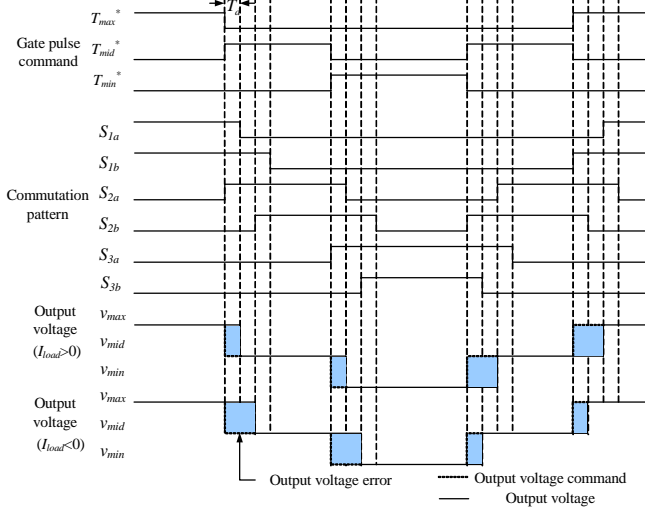 T_d
T_max*
Gate pulse command
T_mid*
T_min*
S_1a
S_1b
Commutation pattern
S_2a
S_2b
S_3a
S_3b
Output voltage (I_load>0)
v_max
v_mid
v_min
Output voltage (I_load<0)
v_max
v_mid
v_min
Output voltage error
Output voltage command
Output voltage